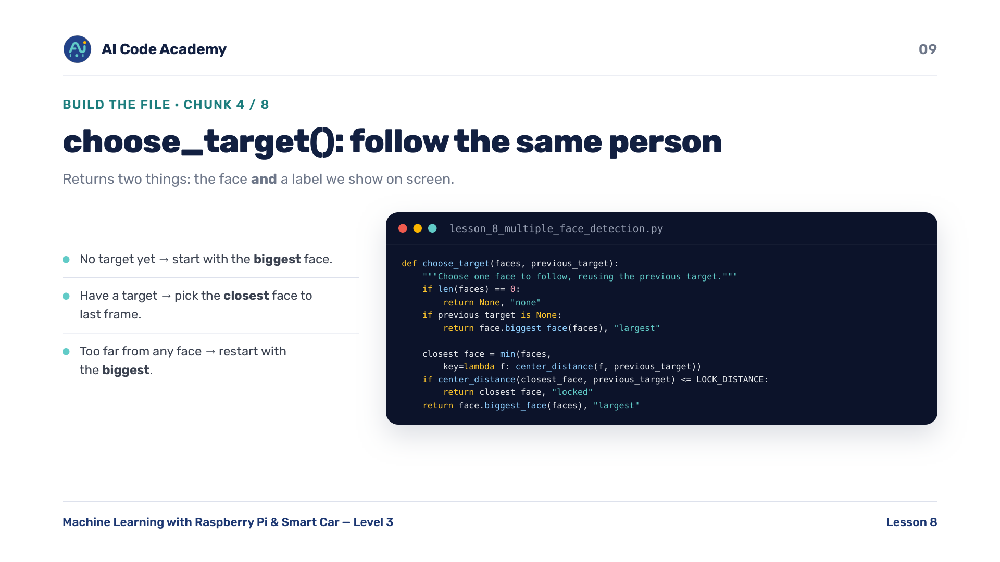 AI Code Academy
09
BUILD THE FILE • CHUNK 4 / 8
choose_target(): follow the same person
Returns two things: the face and a label we show on screen.
No target yet → start with the biggest face.
Have a target → pick the closest face to
last frame.
Too far from any face → restart with
the biggest.
lesson_8_multiple_face_detection.py
def choose_target(faces, previous_target):
    """Choose one face to follow, reusing the previous target."""
    if len(faces) == 0:
        return None, "none"
    if previous_target is None:
        return face.biggest_face(faces), "largest"
    closest_face = min(faces,
        key=lambda f: center_distance(f, previous_target))
    if center_distance(closest_face, previous_target) <= LOCK_DISTANCE:
        return closest_face, "locked"
    return face.biggest_face(faces), "largest"
Machine Learning with Raspberry Pi & Smart Car — Level 3
Lesson 8